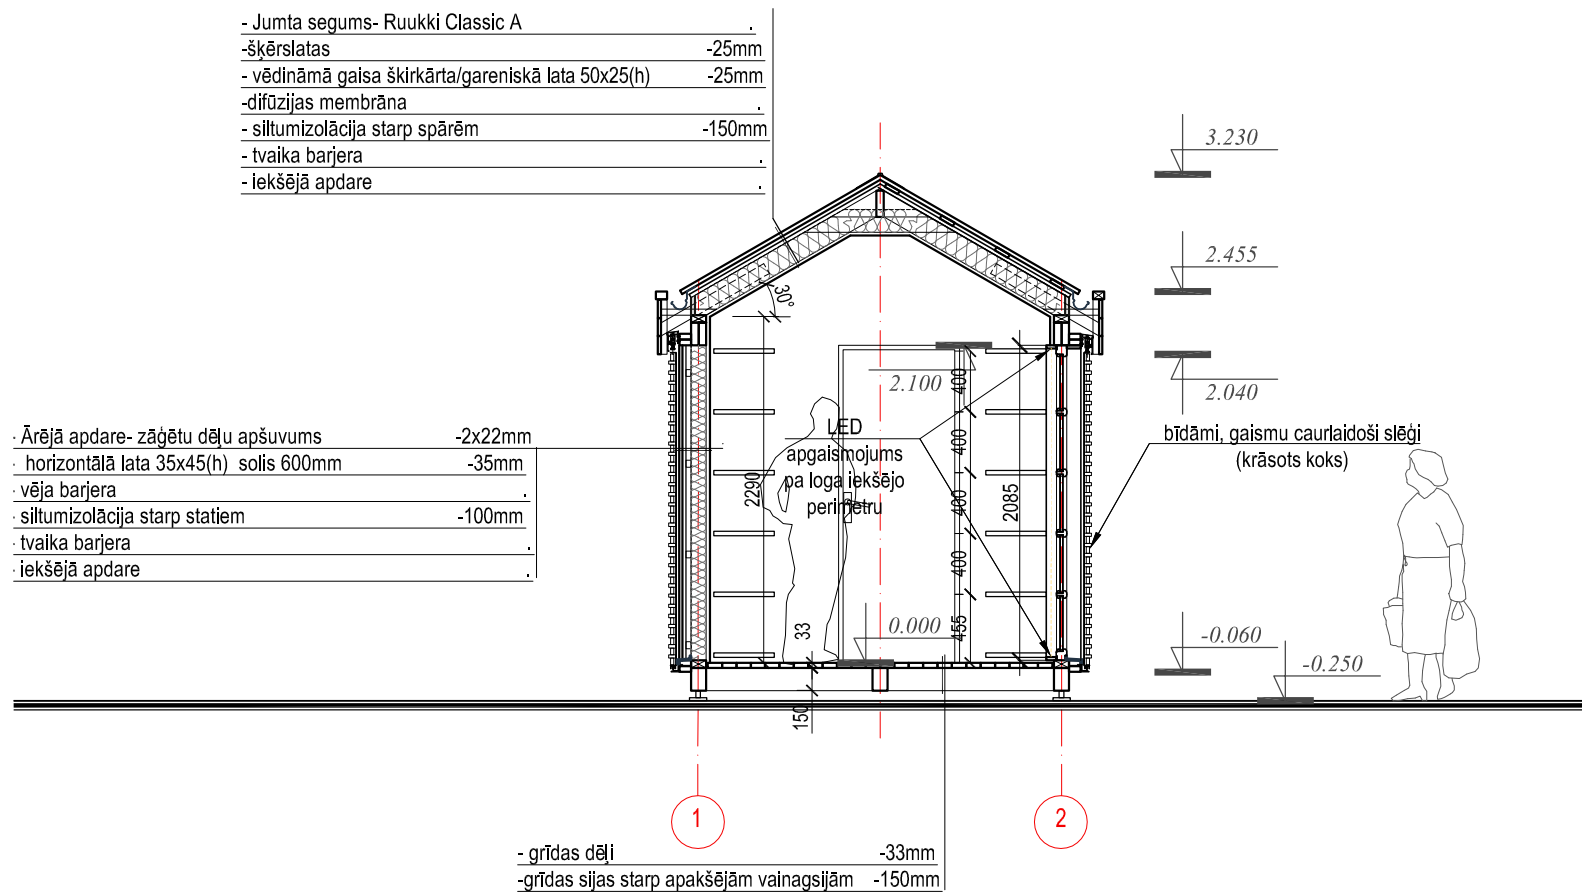 - Jumta segums- Ruukki Classic A .
-šķērslatas -25mm
- vēdināmā gaisa škirkārta/gareniskā lata 50x25(h) -25mm
-difūzijas membrāna .
- siltumizolācija starp spārēm -150mm
- tvaika barjera .
- iekšējā apdare .
3.230
2.455
2.040
30°
2.100
400
400
400
400
455
2290
2085
33
150
0.000
LED
apgaismojums
pa loga iekšējo
perimetru
· Ārējā apdare- zāģētu dēļu apšuvums -2x22mm
· horizontālā lata 35x45(h) solis 600mm -35mm
· vēja barjera .
· siltumizolācija starp statiem -100mm
· tvaika barjera .
· iekšējā apdare .
bīdāmi, gaismu caurlaidoši slēģi
(krāsots koks)
-0.060
-0.250
1
2
- grīdas dēļi -33mm
-grīdas sijas starp apakšējām vainagsijām -150mm